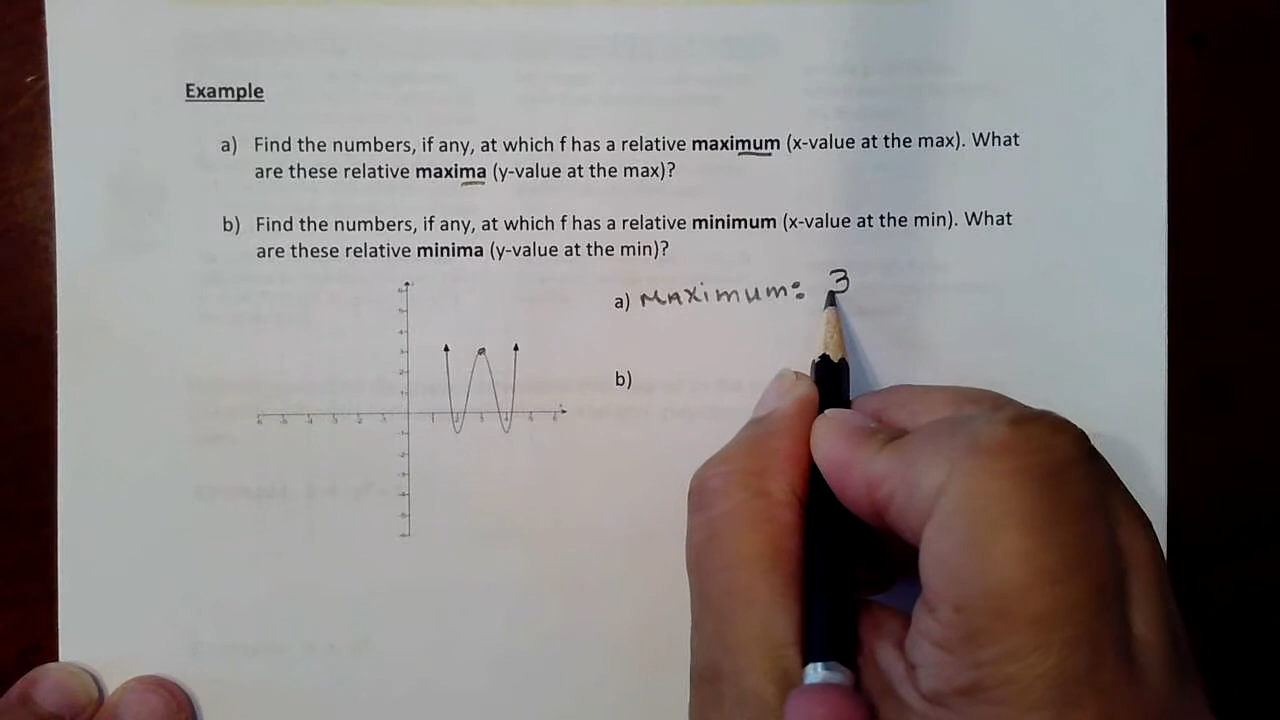 Example
a) Find the numbers, if any, at which f has a relative maximum (x-value at the max). What
are these relative maxima (y-value at the max)?
b) Find the numbers, if any, at which f has a relative minimum (x-value at the min). What
are these relative minima (y-value at the min)?
a) Maximum: 3
b)